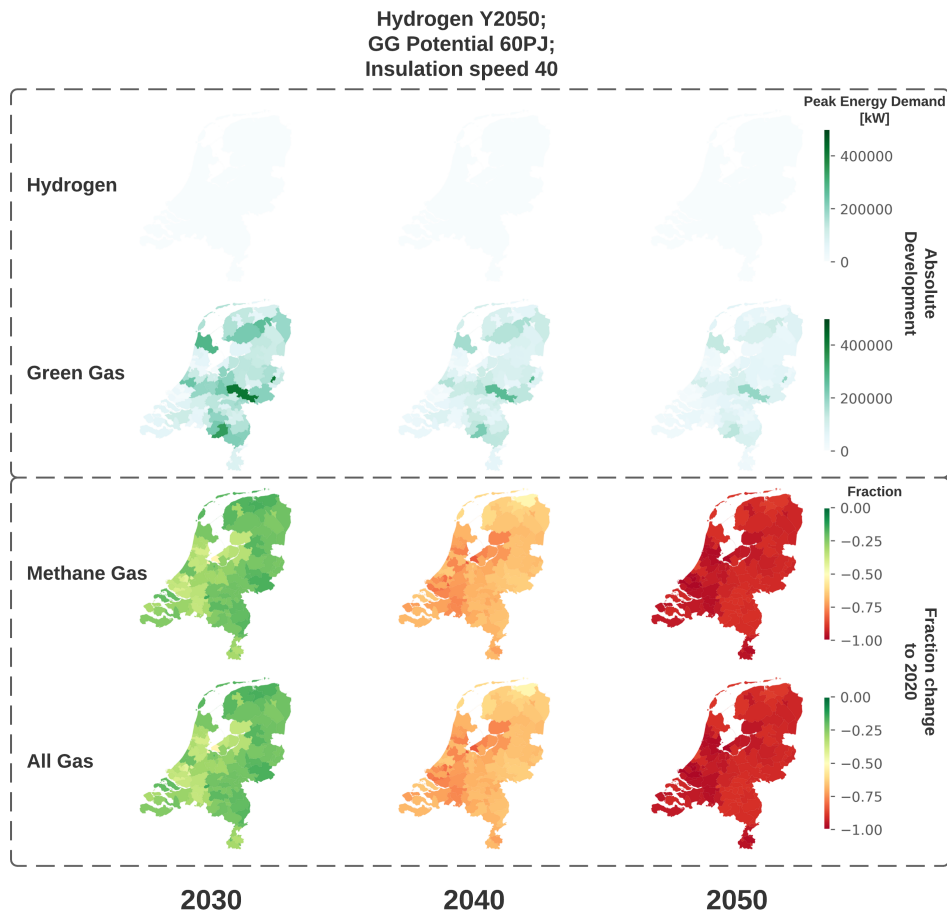 Hydrogen Y2050;
GG Potential 60PJ;
Insulation speed 40
Peak Energy Demand
[kW]
Hydrogen
400000
200000
0
Absolute
Development
Green Gas
400000
200000
0
Fraction
Methane Gas
0.00
−0.25
−0.50
−0.75
−1.00
Fraction change
to 2020
All Gas
0.00
−0.25
−0.50
−0.75
−1.00
2030
2040
2050